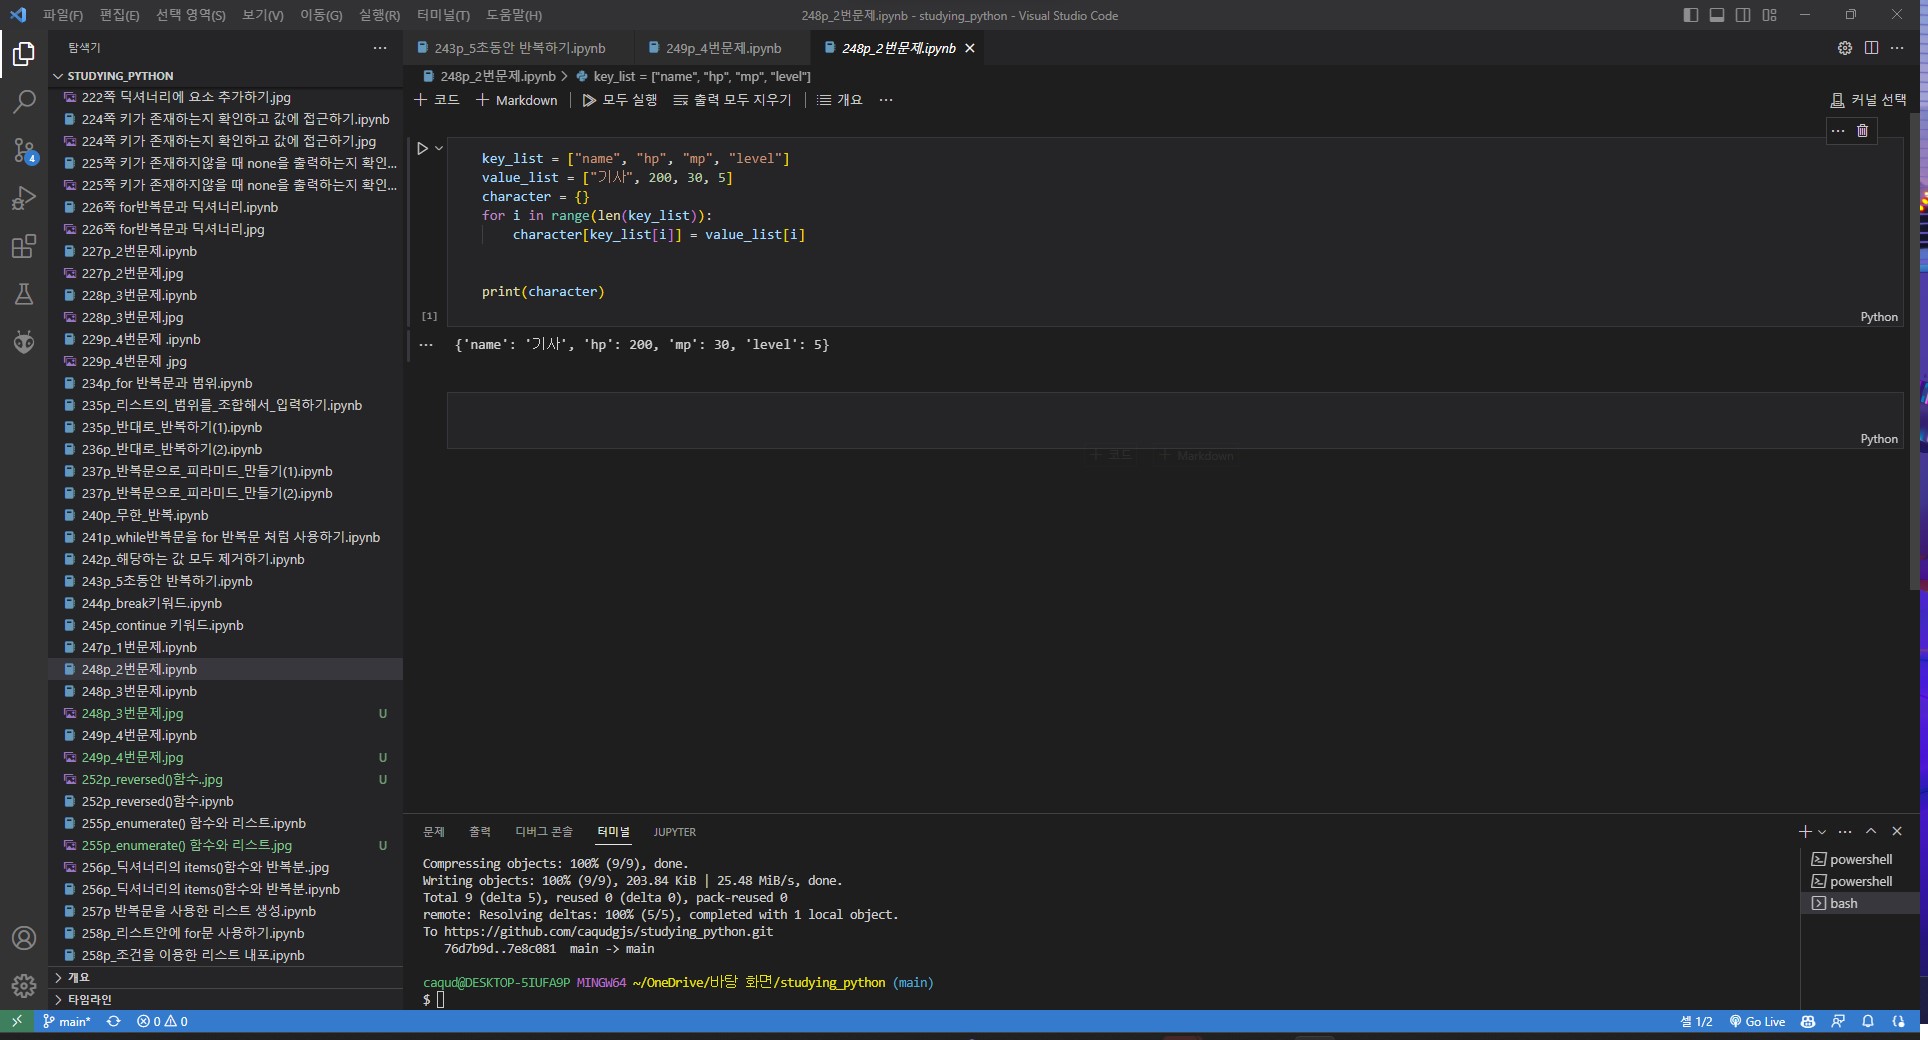 파일(F) 편집(E) 선택 영역(S) 보기(V) 이동(G) 실행(R) 터미널(T) 도움말(H)
248p_2번문제.ipynb - studying_python - Visual Studio Code
탐색기
STUDYING_PYTHON
222쪽 딕셔너리에 요소 추가하기.jpg
224쪽 키가 존재하는지 확인하고 값에 접근하기.ipynb
224쪽 키가 존재하는지 확인하고 값에 접근하기.jpg
225쪽 키가 존재하지않을 때 none을 출력하는지 확인...
225쪽 키가 존재하지않을 때 none을 출력하는지 확인...
226쪽 for반복문과 딕셔너리.ipynb
226쪽 for반복문과 딕셔너리.jpg
227p_2번문제.ipynb
227p_2번문제.jpg
228p_3번문제.ipynb
228p_3번문제.jpg
229p_4번문제 .ipynb
229p_4번문제 .jpg
234p_for 반복문과 범위.ipynb
235p_리스트의_범위를_조합해서_입력하기.ipynb
235p_반대로_반복하기(1).ipynb
236p_반대로_반복하기(2).ipynb
237p_반복문으로_피라미드_만들기(1).ipynb
237p_반복문으로_피라미드_만들기(2).ipynb
240p_무한_반복.ipynb
241p_while반복문을 for 반복문 처럼 사용하기.ipynb
242p_해당하는 값 모두 제거하기.ipynb
243p_5초동안 반복하기.ipynb
244p_break키워드.ipynb
245p_continue 키워드.ipynb
247p_1번문제.ipynb
248p_2번문제.ipynb
248p_3번문제.ipynb
248p_3번문제.jpg U
249p_4번문제.ipynb
249p_4번문제.jpg U
252p_reversed()함수..jpg U
252p_reversed()함수.ipynb
255p_enumerate() 함수와 리스트.ipynb
255p_enumerate() 함수와 리스트.jpg U
256p_딕셔너리의 items()함수와 반복분..jpg
256p_딕셔너리의 items()함수와 반복분.ipynb
257p 반복문을 사용한 리스트 생성.ipynb
258p_리스트안에 for문 사용하기.ipynb
258p_조건을 이용한 리스트 내포.ipynb
개요
타임라인
4
243p_5초동안 반복하기.ipynb 249p_4번문제.ipynb 248p_2번문제.ipynb
248p_2번문제.ipynb > key_list = ["name", "hp", "mp", "level"]
코드 Markdown 모두 실행 출력 모두 지우기 개요 ... 커널 선택
key_list = ["name", "hp", "mp", "level"]
value_list = ["기사", 200, 30, 5]
character = {}
for i in range(len(key_list)):
    character[key_list[i]] = value_list[i]
print(character)
[1]
Python
{'name': '기사', 'hp': 200, 'mp': 30, 'level': 5}
Python
+ 코드 + Markdown
문제 출력 디버그 콘솔 터미널 JUPYTER
Compressing objects: 100% (9/9), done.
Writing objects: 100% (9/9), 203.84 KiB | 25.48 MiB/s, done.
Total 9 (delta 5), reused 0 (delta 0), pack-reused 0
remote: Resolving deltas: 100% (5/5), completed with 1 local object.
To https://github.com/caqudgjs/studying_python.git
   76d7b9d..7e8c081  main -> main
caqud@DESKTOP-5IUFA9P MINGW64 ~/OneDrive/바탕 화면/studying_python (main)
$
powershell
powershell
bash
main* 0 0 셀 1/2 Go Live